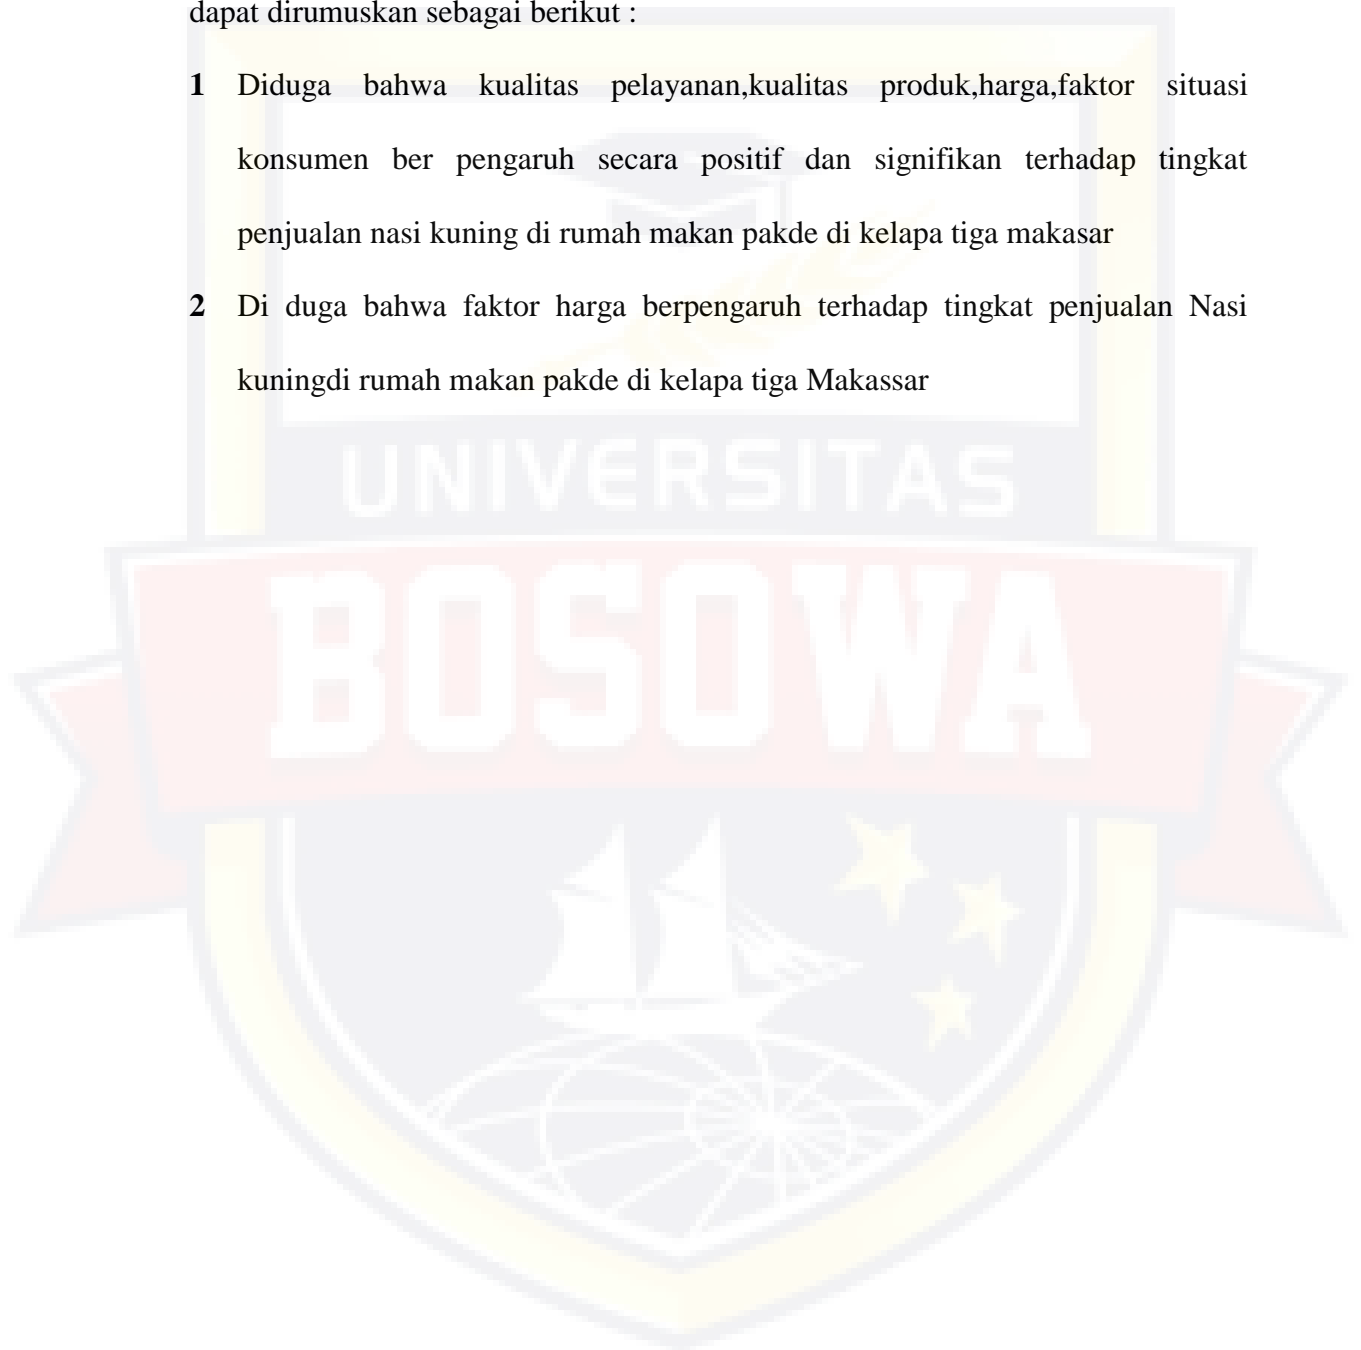 dapat dirumuskan sebagai berikut :
1 Diduga bahwa kualitas pelayanan,kualitas produk,harga,faktor situasi
konsumen ber pengaruh secara positif dan signifikan terhadap tingkat
penjualan nasi kuning di rumah makan pakde di kelapa tiga makasar
2 Di duga bahwa faktor harga berpengaruh terhadap tingkat penjualan Nasi
kuningdi rumah makan pakde di kelapa tiga Makassar
UNIVERSITAS
BOSOWA